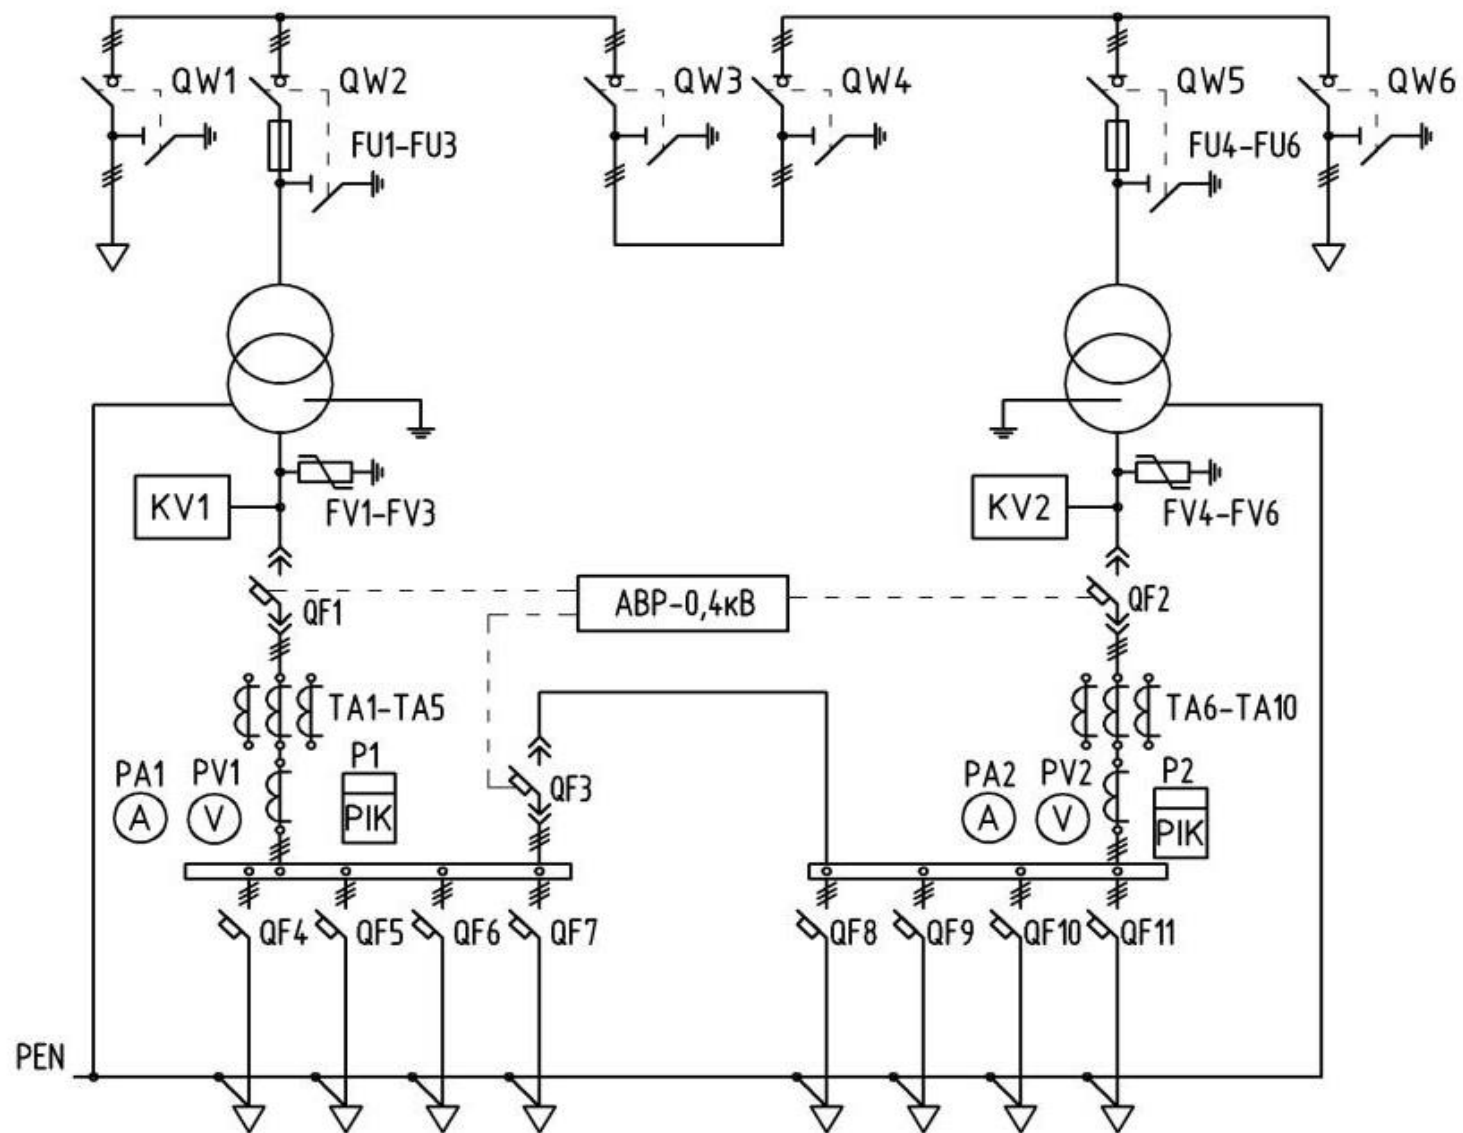 QW1
QW2
QW3
QW4
QW5
QW6
FU1-FU3
FU4-FU6
KV1
FV1-FV3
KV2
FV4-FV6
QF1
АВР-0,4кВ
QF2
TA1-TA5
TA6-TA10
PA1
PV1
P1
QF3
PA2
PV2
P2
A
V
PIK
A
V
PIK
QF4
QF5
QF6
QF7
QF8
QF9
QF10
QF11
PEN